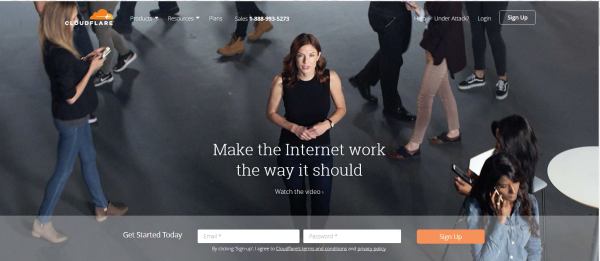 CLOUDFLARE
Products Resources Plans Sales 1-888-993-5273
Help Under Attack? Login Sign Up
Make the Internet work
the way it should
Watch the video ›
Get Started Today Email * Password * Sign Up
By clicking 'Sign up', I agree to Cloudflare's terms and conditions and privacy policy